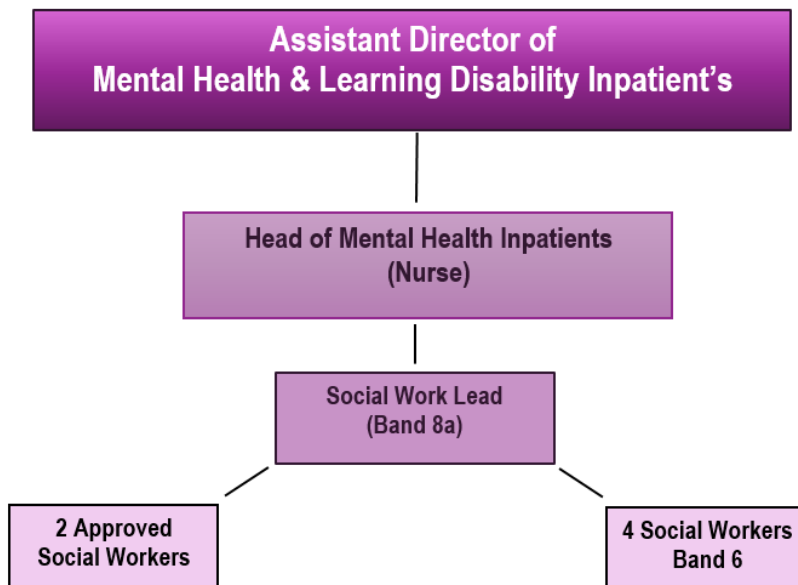 Assistant Director of
Mental Health & Learning Disability Inpatient's
Head of Mental Health Inpatients
(Nurse)
Social Work Lead
(Band 8a)
2 Approved
Social Workers
4 Social Workers
Band 6